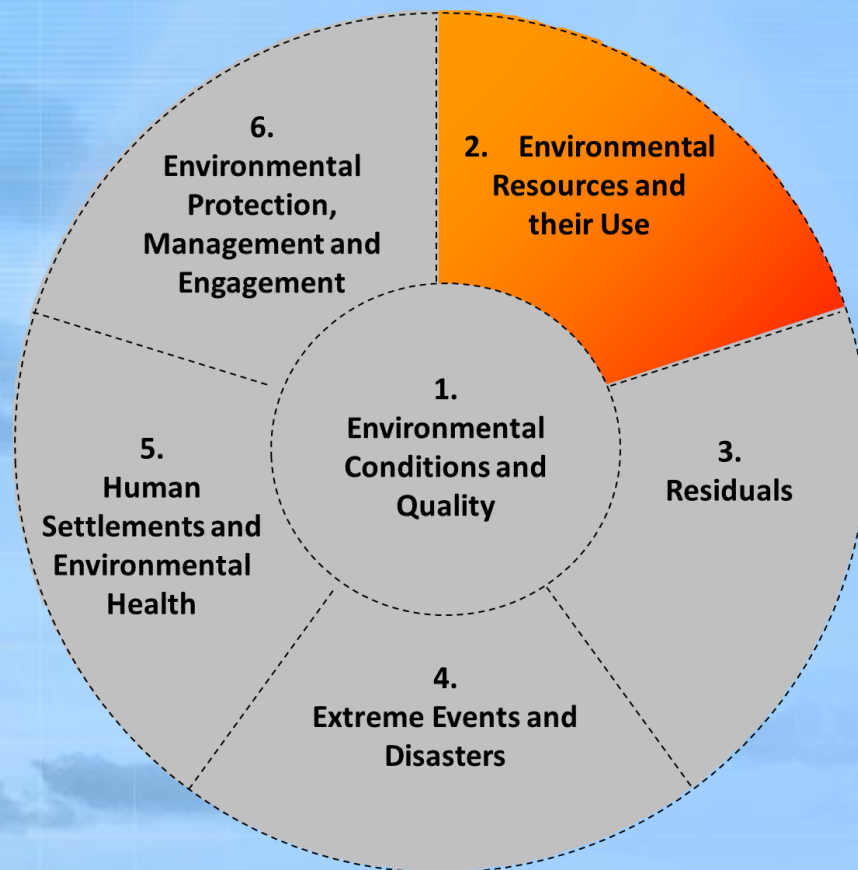 1.
Environmental
Conditions and
Quality
2. Environmental
Resources and
their Use
3.
Residuals
4.
Extreme Events and
Disasters
5.
Human
Settlements and
Environmental
Health
6.
Environmental
Protection,
Management and
Engagement